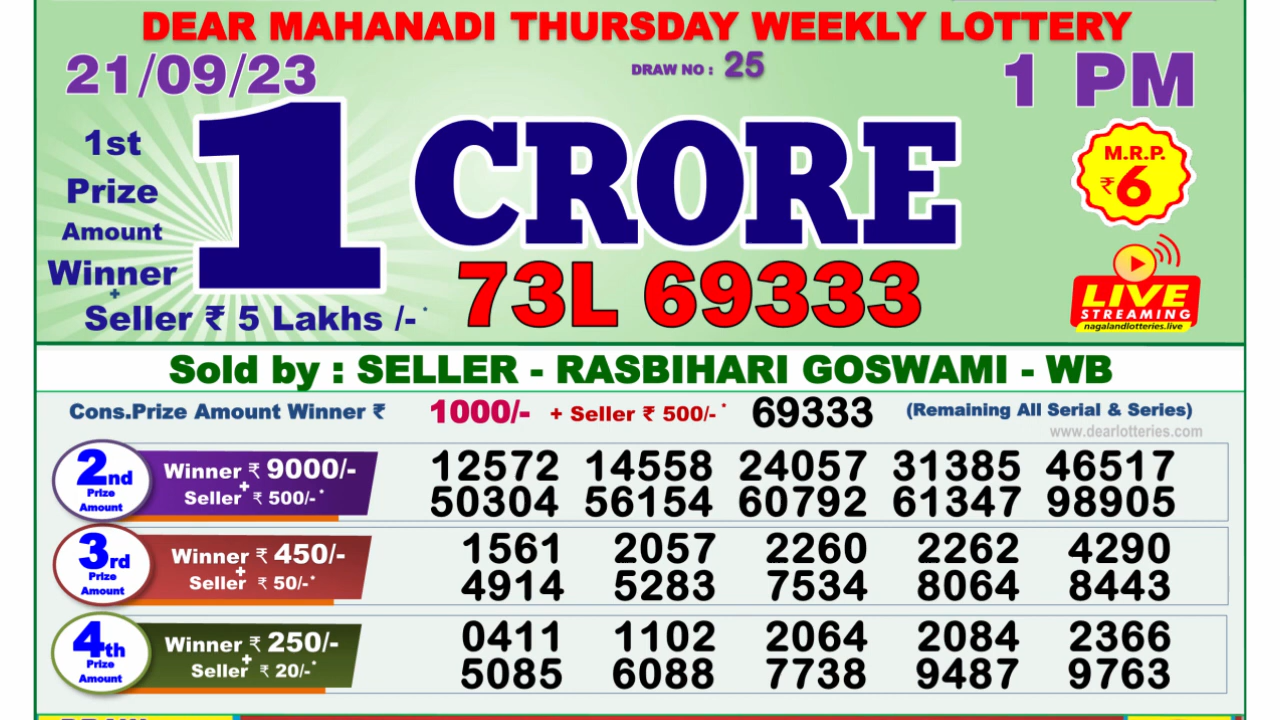 DEAR MAHANADI THURSDAY WEEKLY LOTTERY
21/09/23
DRAW NO : 25
1 PM
1st
Prize
Amount
Winner
+
Seller ₹ 5 Lakhs /-*
1 CRORE
73L 69333
M.R.P.
₹6
LIVE
STREAMING
nagalandlotteries.live
Sold by : SELLER - RASBIHARI GOSWAMI - WB
Cons.Prize Amount Winner ₹ 1000/- + Seller ₹ 500/-* 69333 (Remaining All Serial & Series)
www.dearlotteries.com
2nd
Prize
Amount
Winner ₹ 9000/-
+
Seller ₹ 500/-*
12572 14558 24057 31385 46517
50304 56154 60792 61347 98905
3rd
Prize
Amount
Winner ₹ 450/-
+
Seller ₹ 50/-*
1561 2057 2260 2262 4290
4914 5283 7534 8064 8443
4th
Prize
Amount
Winner ₹ 250/-
+
Seller ₹ 20/-*
0411 1102 2064 2084 2366
5085 6088 7738 9487 9763